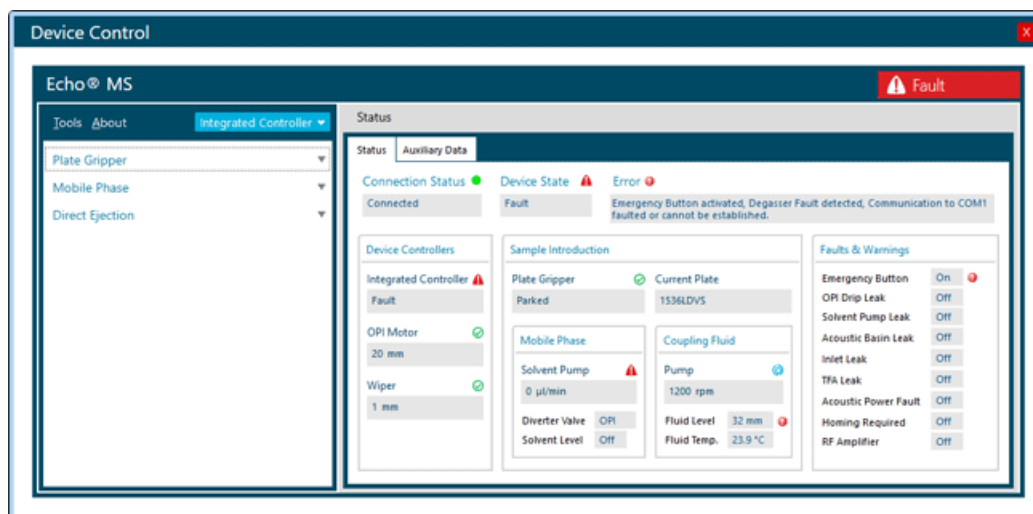 Device Control
X
Echo® MS
Fault
Tools About Integrated Controller
Plate Gripper
Mobile Phase
Direct Ejection
Status
Status Auxiliary Data
Connection Status Device State Error
Connected Fault Emergency Button activated, Degasser Fault detected, Communication to COM1
faulted or cannot be established.
Device Controllers
Integrated Controller
Fault
OPI Motor
20 mm
Wiper
1 mm
Sample Introduction
Plate Gripper Current Plate
Parked 1536LDVS
Mobile Phase
Solvent Pump
0 µl/min
Diverter Valve OPI
Solvent Level Off
Coupling Fluid
Pump
1200 rpm
Fluid Level 32 mm
Fluid Temp. 23.9 °C
Faults & Warnings
Emergency Button On
OPI Drip Leak Off
Solvent Pump Leak Off
Acoustic Basin Leak Off
Inlet Leak Off
TFA Leak Off
Acoustic Power Fault Off
Homing Required Off
RF Amplifier Off